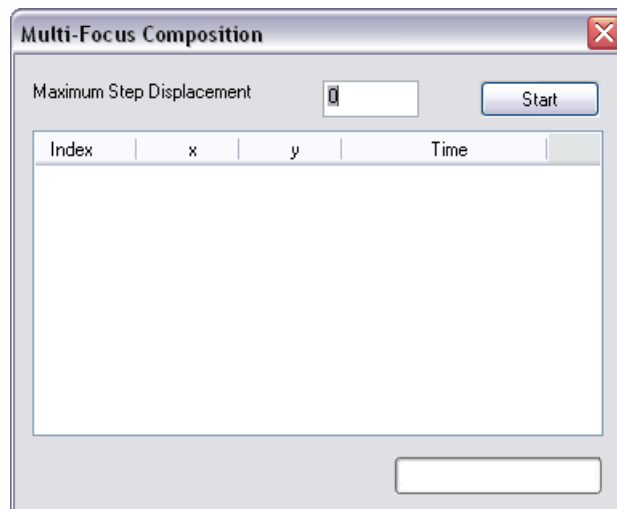 Multi-Focus Composition
Maximum Step Displacement 0 Start
Index x y Time